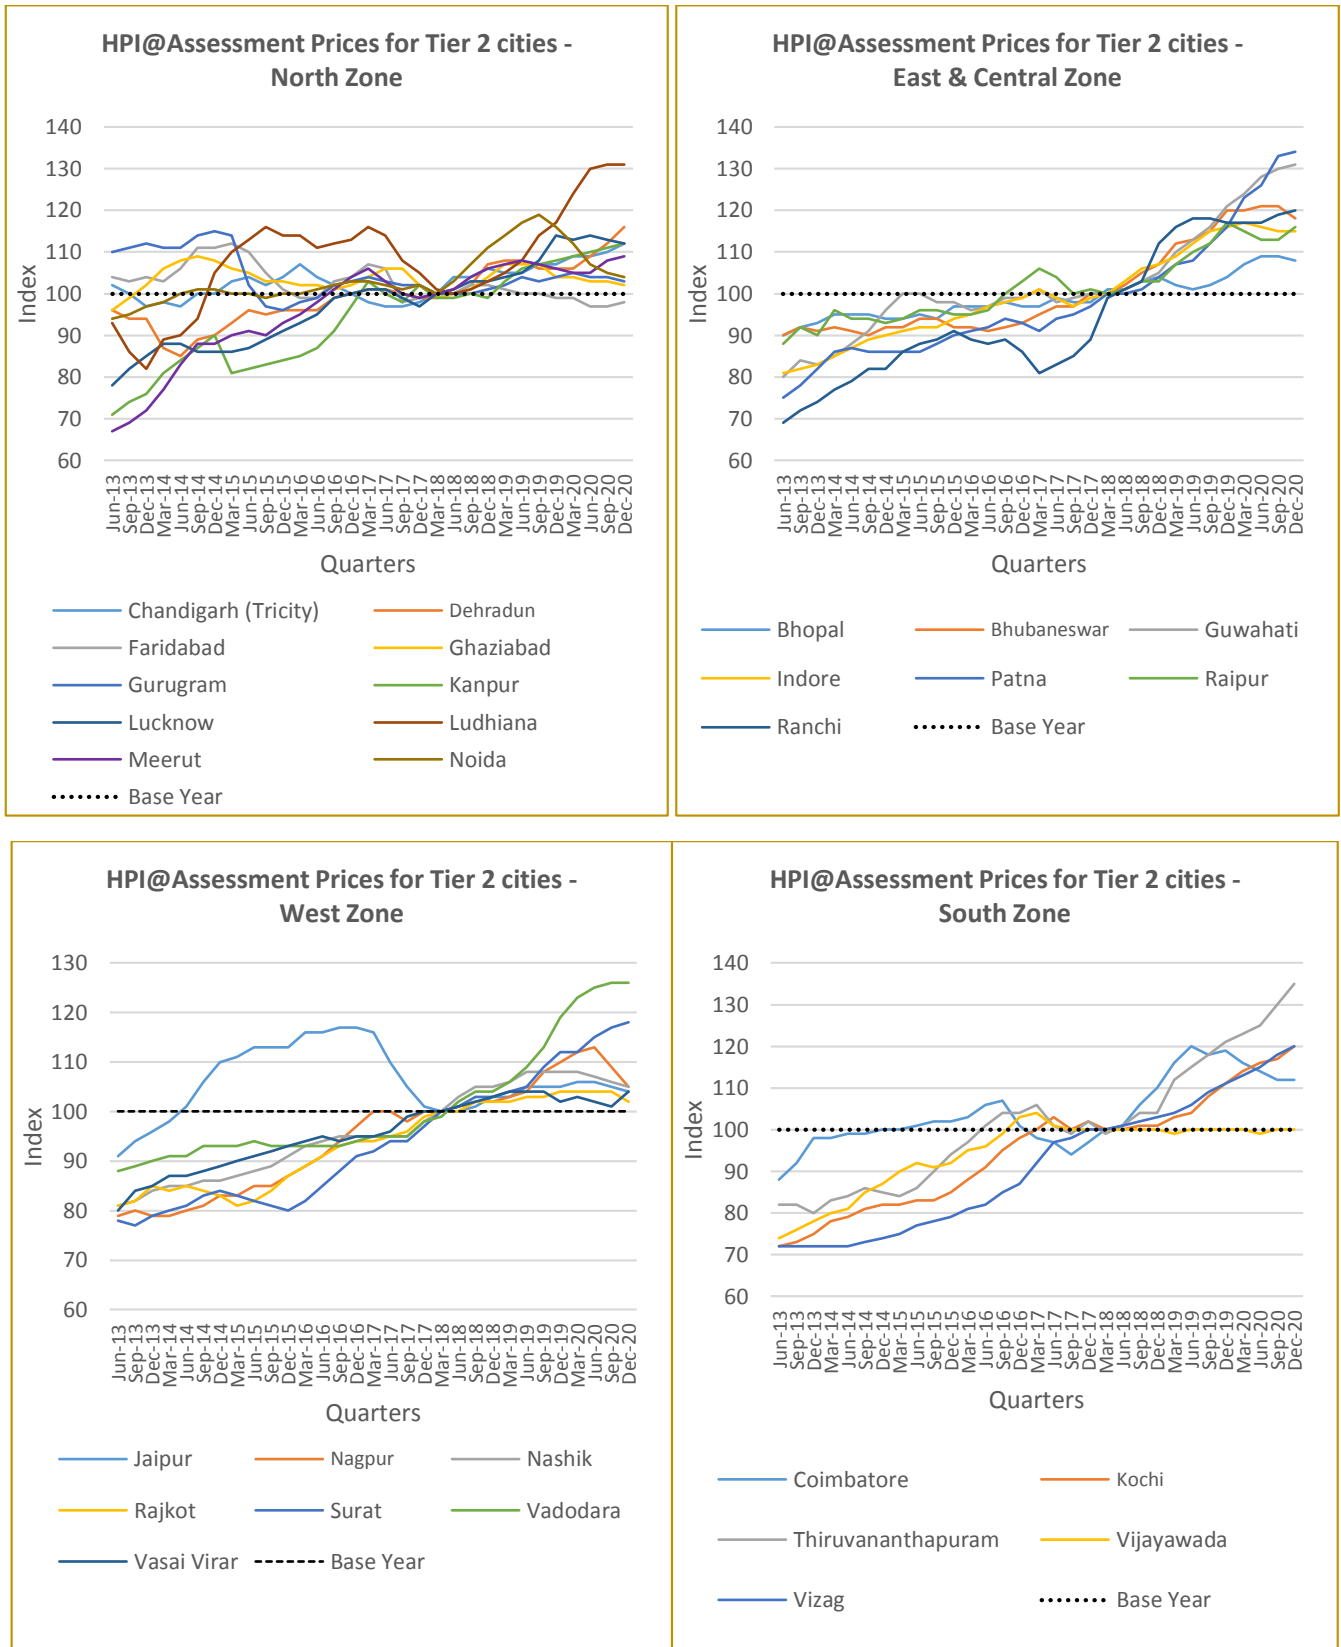 HPI@Assessment Prices for Tier 2 cities -
North Zone
140
130
120
110
100
90
80
70
60
Index
Jun-13
Sep-13
Dec-13
Mar-14
Jun-14
Sep-14
Dec-14
Mar-15
Jun-15
Sep-15
Dec-15
Mar-16
Jun-16
Sep-16
Dec-16
Mar-17
Jun-17
Sep-17
Dec-17
Mar-18
Jun-18
Sep-18
Dec-18
Mar-19
Jun-19
Sep-19
Dec-19
Mar-20
Jun-20
Sep-20
Dec-20
Quarters
Chandigarh (Tricity) Dehradun
Faridabad Ghaziabad
Gurugram Kanpur
Lucknow Ludhiana
Meerut Noida
Base Year
HPI@Assessment Prices for Tier 2 cities -
East & Central Zone
140
130
120
110
100
90
80
70
60
Index
Jun-13
Sep-13
Dec-13
Mar-14
Jun-14
Sep-14
Dec-14
Mar-15
Jun-15
Sep-15
Dec-15
Mar-16
Jun-16
Sep-16
Dec-16
Mar-17
Jun-17
Sep-17
Dec-17
Mar-18
Jun-18
Sep-18
Dec-18
Mar-19
Jun-19
Sep-19
Dec-19
Mar-20
Jun-20
Sep-20
Dec-20
Quarters
Bhopal Bhubaneswar Guwahati
Indore Patna Raipur
Ranchi Base Year
HPI@Assessment Prices for Tier 2 cities -
West Zone
130
120
110
100
90
80
70
60
Index
Jun-13
Sep-13
Dec-13
Mar-14
Jun-14
Sep-14
Dec-14
Mar-15
Jun-15
Sep-15
Dec-15
Mar-16
Jun-16
Sep-16
Dec-16
Mar-17
Jun-17
Sep-17
Dec-17
Mar-18
Jun-18
Sep-18
Dec-18
Mar-19
Jun-19
Sep-19
Dec-19
Mar-20
Jun-20
Sep-20
Dec-20
Quarters
Jaipur Nagpur Nashik
Rajkot Surat Vadodara
Vasai Virar Base Year
HPI@Assessment Prices for Tier 2 cities -
South Zone
140
130
120
110
100
90
80
70
60
Index
Jun-13
Sep-13
Dec-13
Mar-14
Jun-14
Sep-14
Dec-14
Mar-15
Jun-15
Sep-15
Dec-15
Mar-16
Jun-16
Sep-16
Dec-16
Mar-17
Jun-17
Sep-17
Dec-17
Mar-18
Jun-18
Sep-18
Dec-18
Mar-19
Jun-19
Sep-19
Dec-19
Mar-20
Jun-20
Sep-20
Dec-20
Quarters
Coimbatore Kochi
Thiruvananthapuram Vijayawada
Vizag Base Year